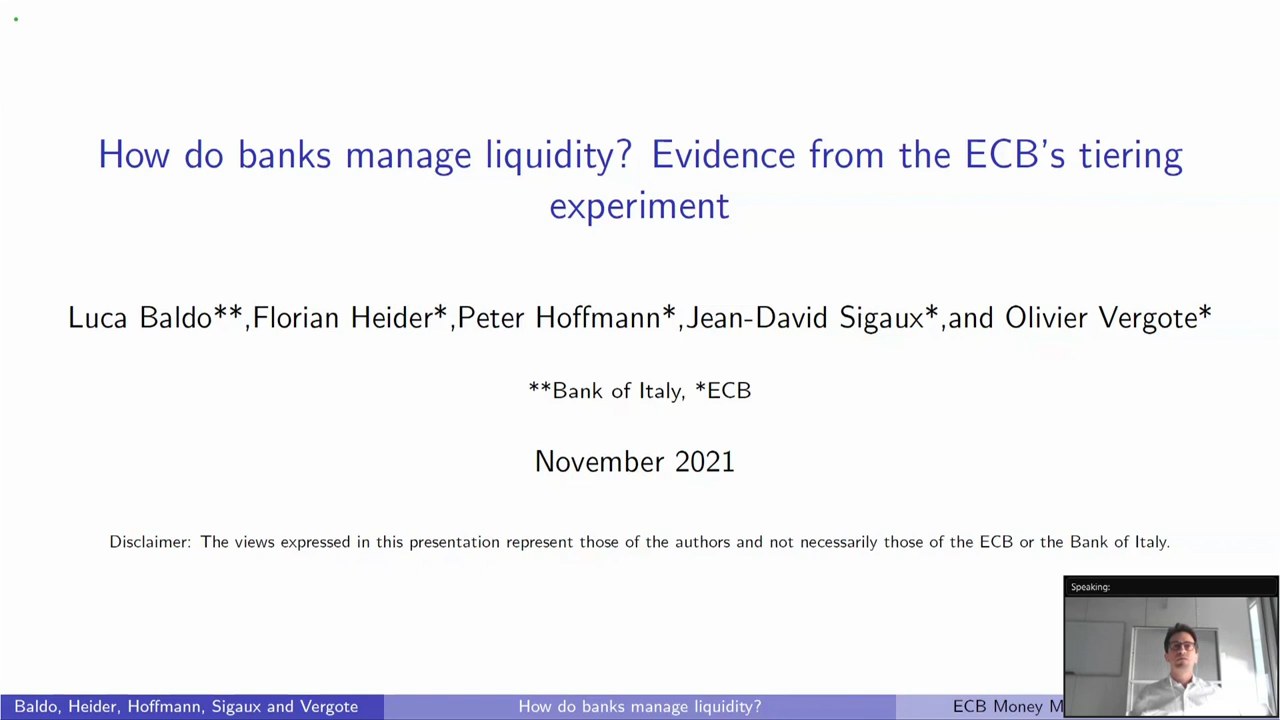 How do banks manage liquidity? Evidence from the ECB's tiering
experiment
Luca Baldo**,Florian Heider*,Peter Hoffmann*,Jean-David Sigaux*,and Olivier Vergote*
**Bank of Italy, *ECB
November 2021
Disclaimer: The views expressed in this presentation represent those of the authors and not necessarily those of the ECB or the Bank of Italy.
Speaking:
Baldo, Heider, Hoffmann, Sigaux and Vergote
How do banks manage liquidity?
ECB Money M